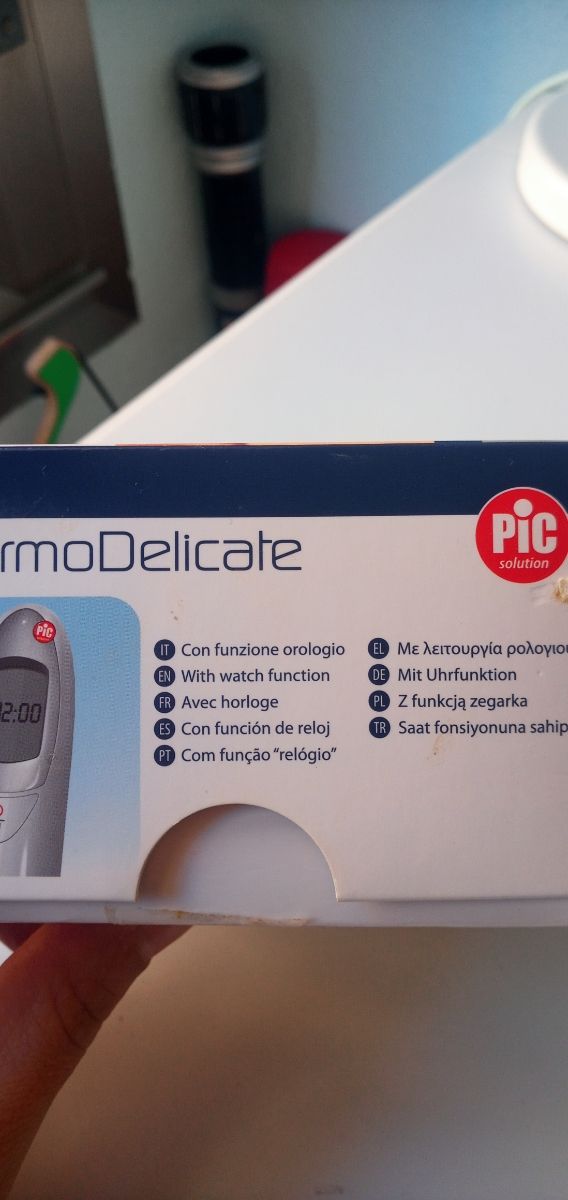 rmoDelicate
PiC
solution
PiC
2:00
IT Con funzione orologio
EN With watch function
FR Avec horloge
ES Con función de reloj
PT Com função “relógio”
EL Με λειτουργία ρολογιού
DE Mit Uhrfunktion
PL Z funkcją zegarka
TR Saat fonsiyonuna sahip